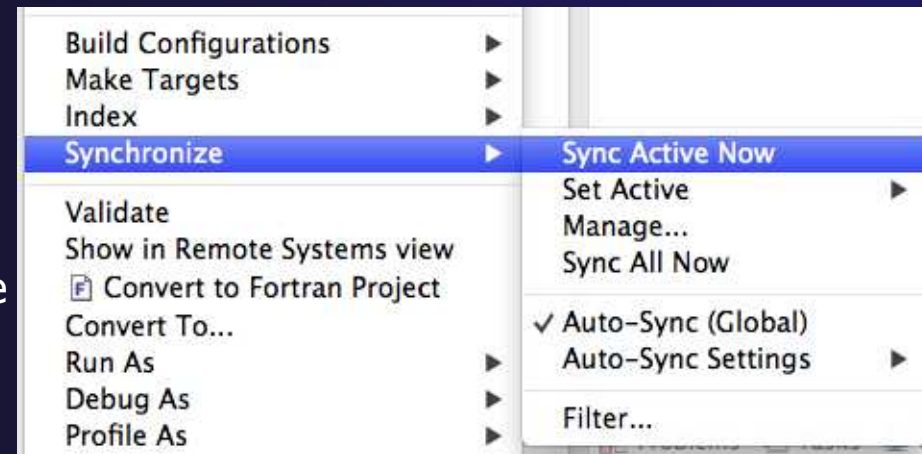 Build Configurations
Make Targets
Index
Synchronize
Validate
Show in Remote Systems view
Convert to Fortran Project
Convert To...
Run As
Debug As
Profile As
Sync Active Now
Set Active
Manage...
Sync All Now
✓ Auto-Sync (Global)
Auto-Sync Settings
Filter...